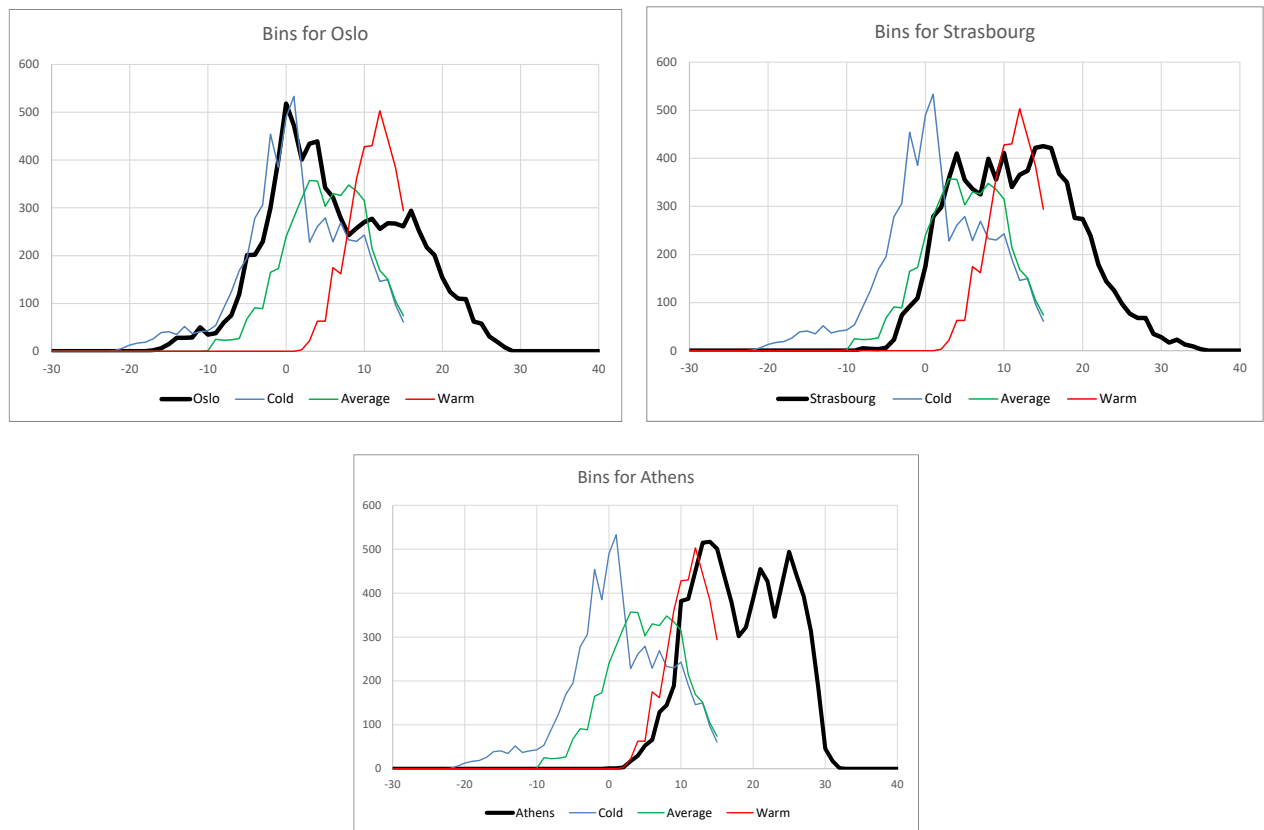 Bins for Oslo
600
500
400
300
200
100
0
-30 -20 -10 0 10 20 30 40
Oslo Cold Average Warm
Bins for Strasbourg
600
500
400
300
200
100
0
-30 -20 -10 0 10 20 30 40
Strasbourg Cold Average Warm
Bins for Athens
600
500
400
300
200
100
0
-30 -20 -10 0 10 20 30 40
Athens Cold Average Warm